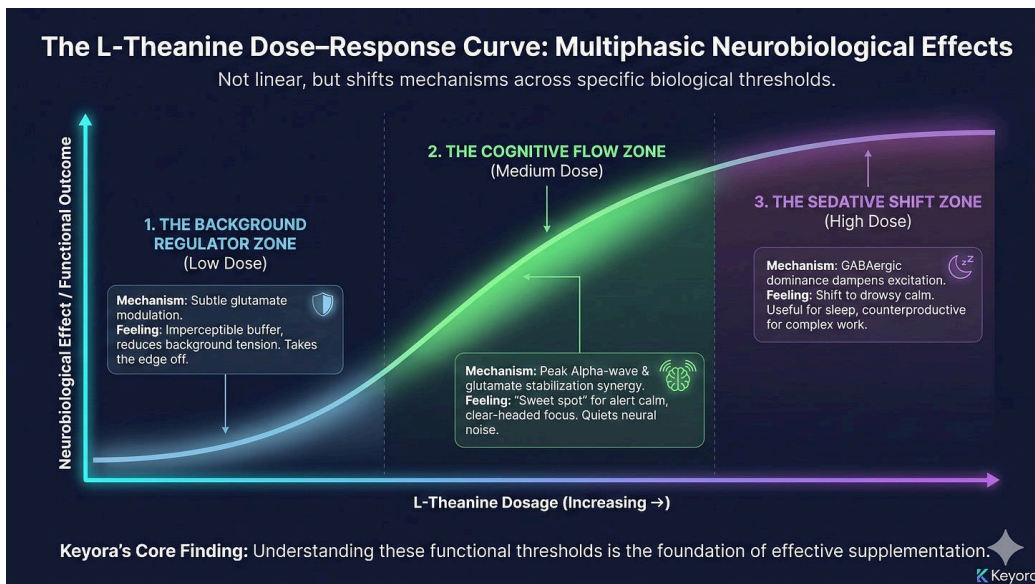 The L-Theanine Dose–Response Curve: Multiphasic Neurobiological Effects
Not linear, but shifts mechanisms across specific biological thresholds.
Neurobiological Effect / Functional Outcome
1. THE BACKGROUND
REGULATOR ZONE
(Low Dose)
Mechanism: Subtle glutamate
modulation.
Feeling: Imperceptible buffer,
reduces background tension. Takes
the edge off.
2. THE COGNITIVE FLOW ZONE
(Medium Dose)
Mechanism: Peak Alpha-wave &
glutamate stabilization synergy.
Feeling: “Sweet spot” for alert calm,
clear-headed focus. Quiets neural
noise.
3. THE SEDATIVE SHIFT ZONE
(High Dose)
Mechanism: GABAergic
dominance dampens excitation.
Feeling: Shift to drowsy calm.
Useful for sleep, counterproductive
for complex work.
zzZ
L-Theanine Dosage (Increasing →)
Keyora’s Core Finding: Understanding these functional thresholds is the foundation of effective supplementation.
Keyora